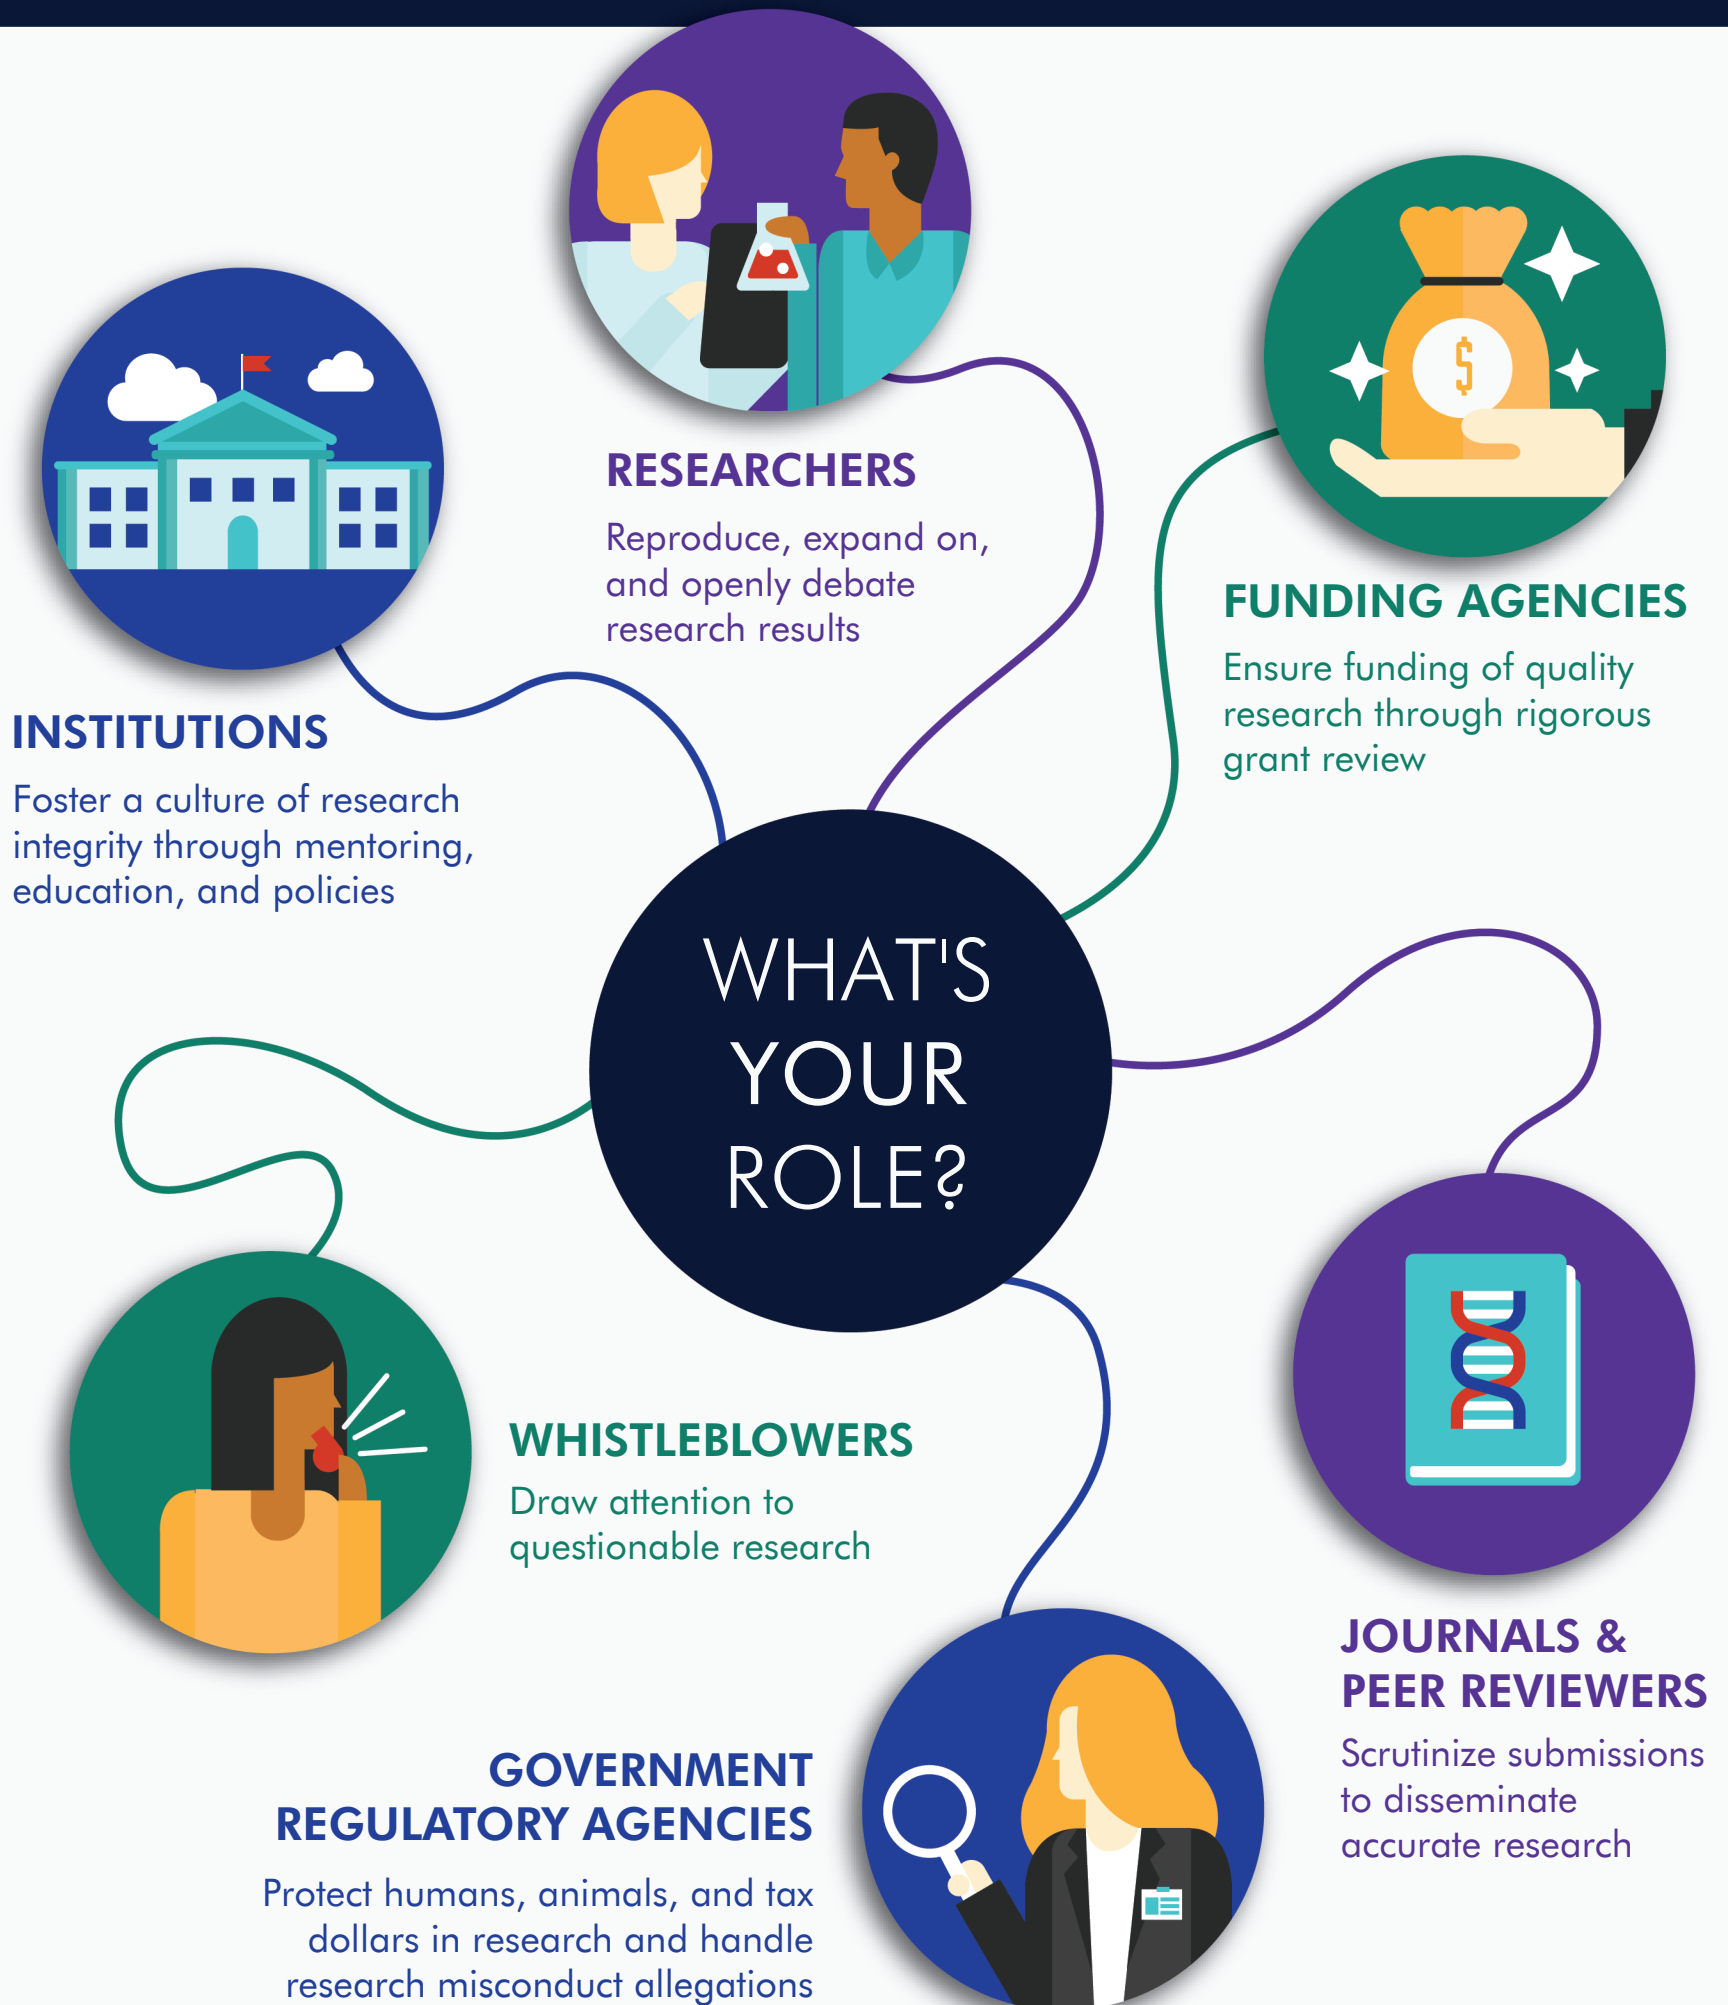 RESEARCHERS
Reproduce, expand on,
and openly debate
research results
$
FUNDING AGENCIES
Ensure funding of quality
research through rigorous
grant review
INSTITUTIONS
Foster a culture of research
integrity through mentoring,
education, and policies
WHAT'S
YOUR
ROLE?
WHISTLEBLOWERS
Draw attention to
questionable research
JOURNALS &
PEER REVIEWERS
Scrutinize submissions
to disseminate
accurate research
GOVERNMENT
REGULATORY AGENCIES
Protect humans, animals, and tax
dollars in research and handle
research misconduct allegations